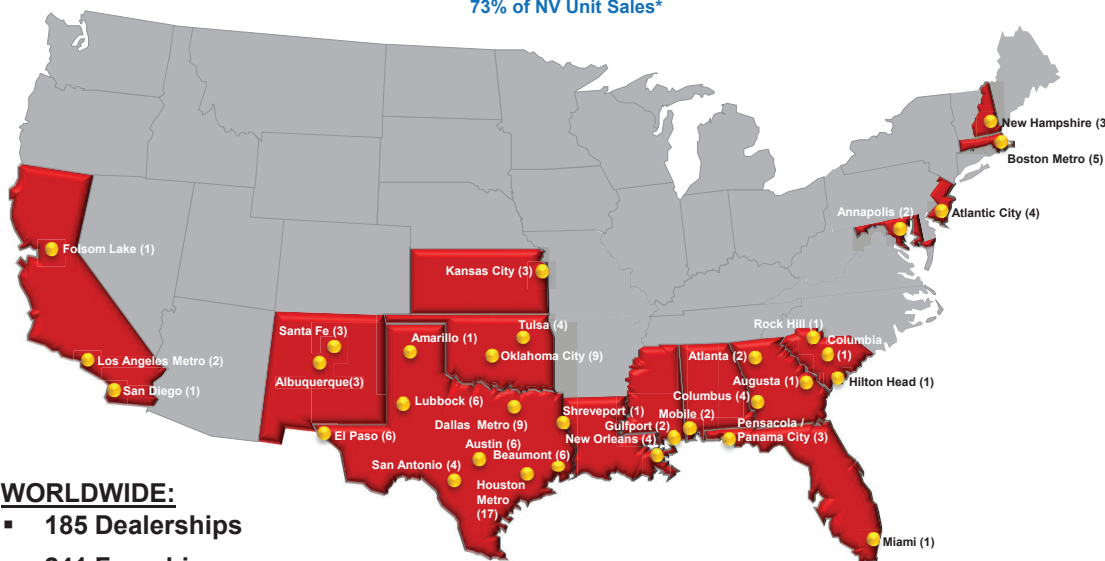 73% of NV Unit Sales*
New Hampshire (3
Boston Metro (5)
Annapolis (2)
Atlantic City (4)
Folsom Lake (1)
Kansas City (3)
Santa Fe (3)
Tulsa (4)
Rock Hill (1)
Amarillo (1)
Columbia
(1)
Los Angeles Metro (2)
Oklahoma City (9)
Atlanta (2)
Albuquerque(3)
Augusta (1)
Hilton Head (1)
San Diego (1)
Columbus (4)
Lubbock (6)
Shreveport (1)
Mobile (2)
Dallas Metro (9)
Gulfport (2)
Pensacola /
Panama City (3)
El Paso (6)
New Orleans (4)
Austin (6)
Beaumont (6)
San Antonio (4)
Houston
Metro
(17)
Miami (1)
WORLDWIDE:
▪ 185 Dealerships